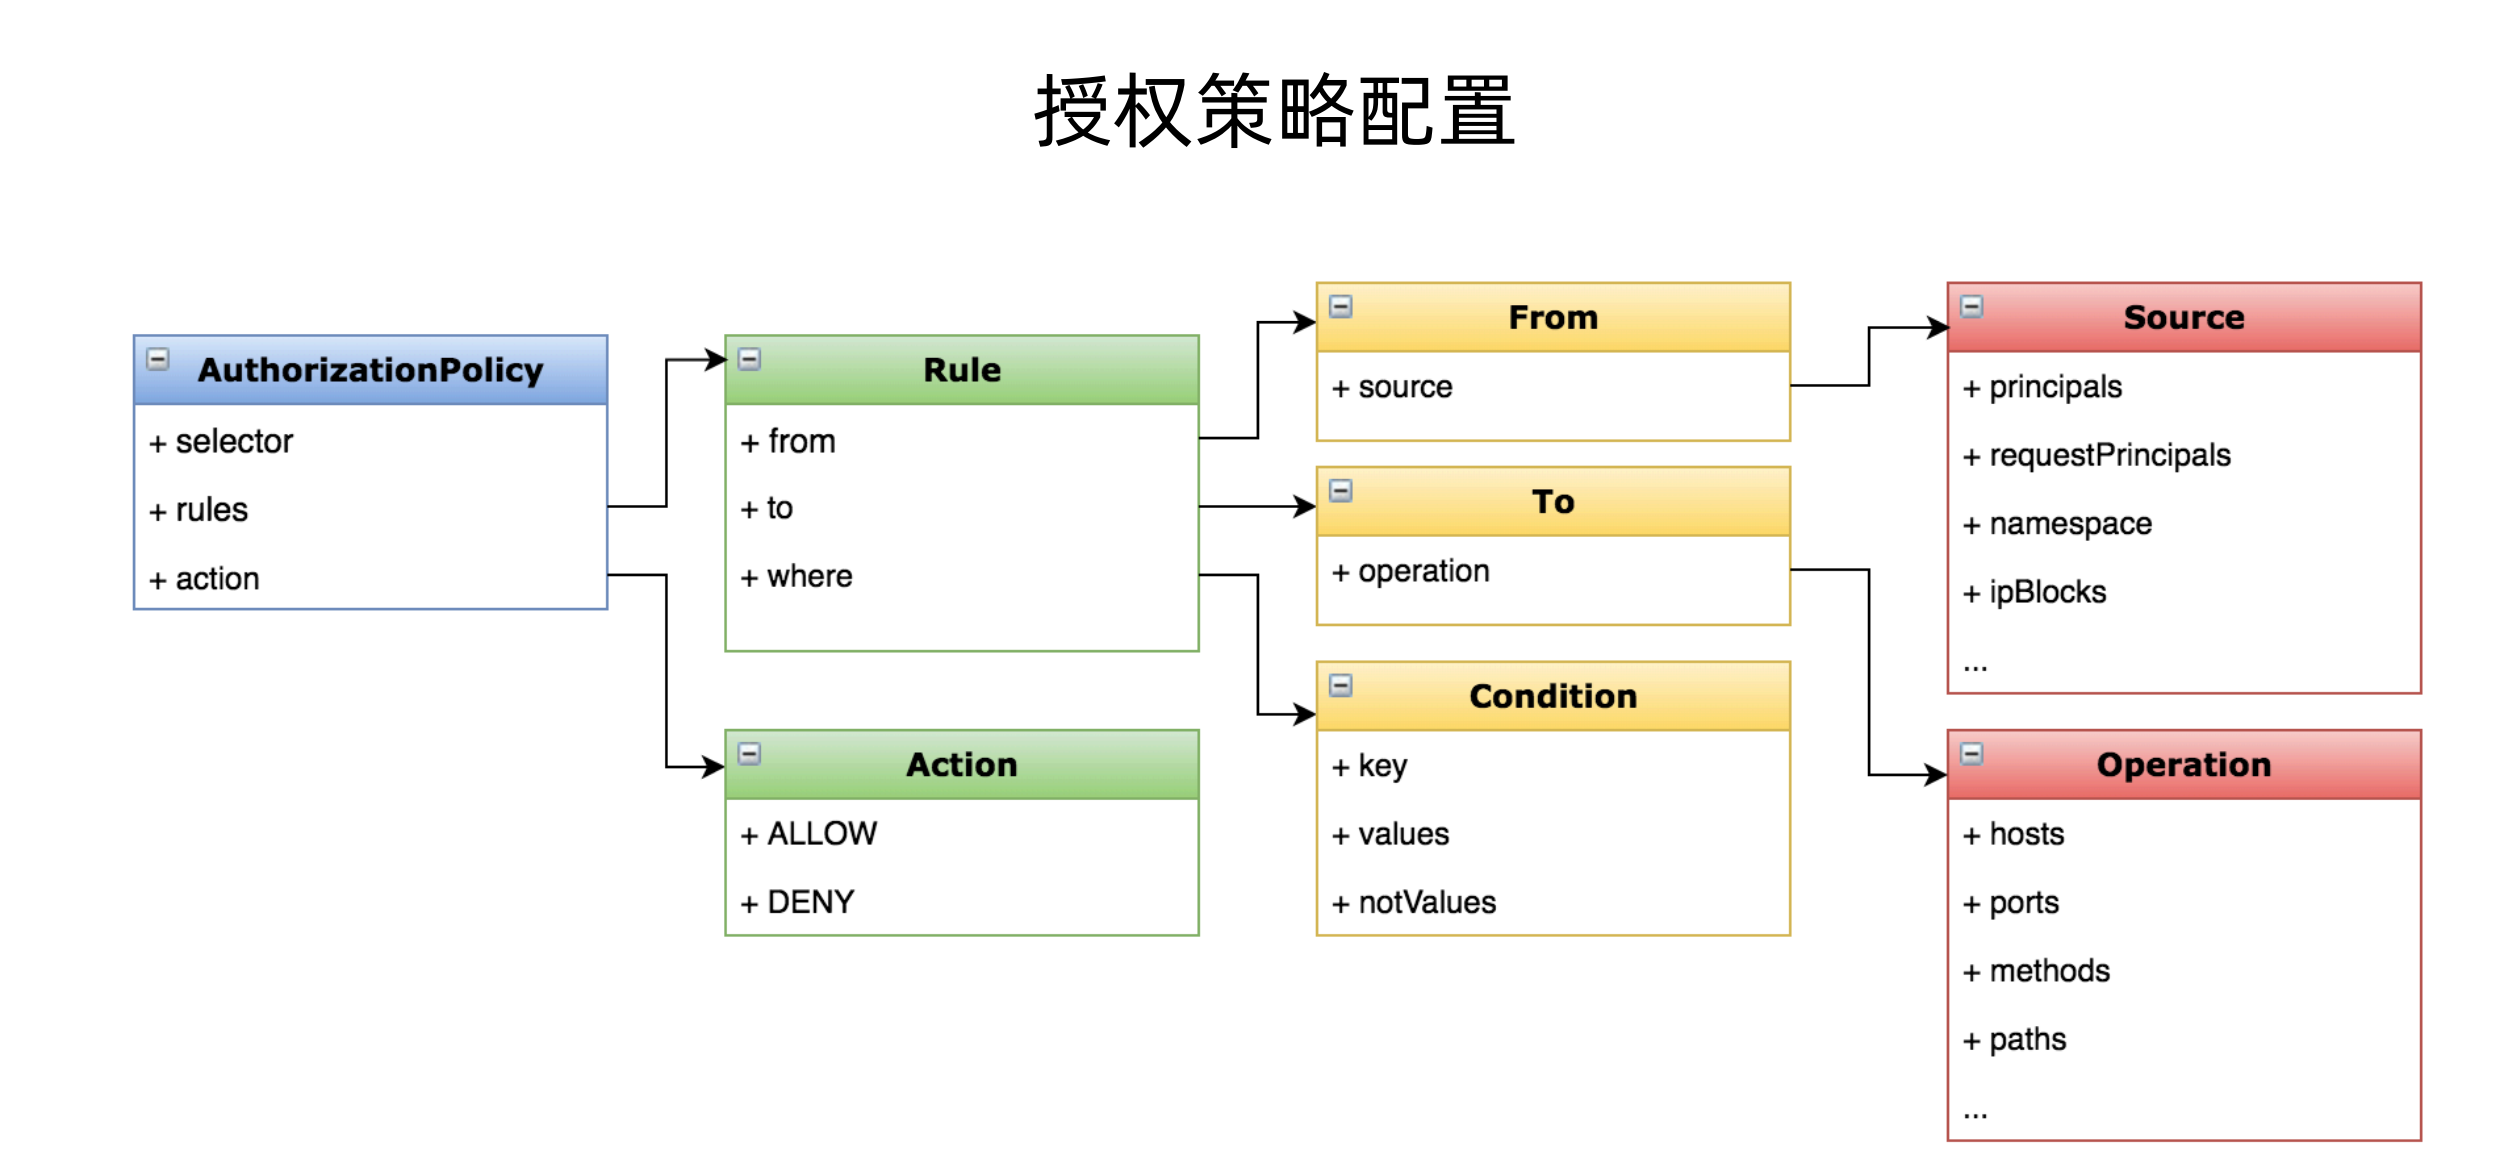 授权策略配置
AuthorizationPolicy
+ selector
+ rules
+ action
Rule
+ from
+ to
+ where
Action
+ ALLOW
+ DENY
From
+ source
To
+ operation
Condition
+ key
+ values
+ notValues
Source
+ principals
+ requestPrincipals
+ namespace
+ ipBlocks
...
Operation
+ hosts
+ ports
+ methods
+ paths
...